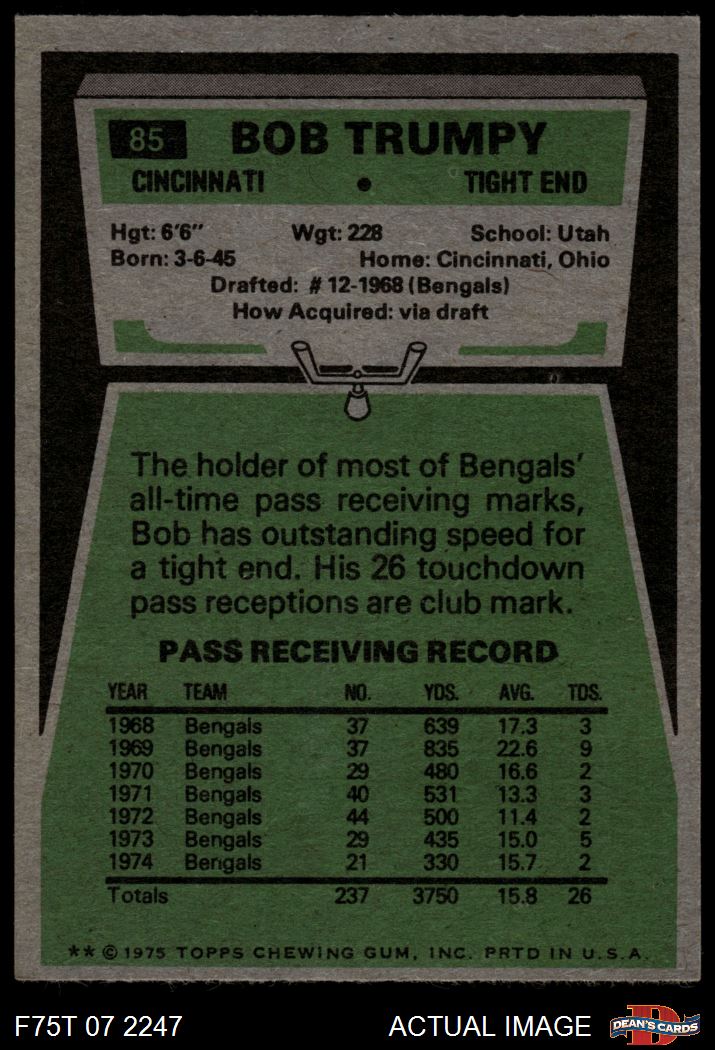 85 BOB TRUMPY
CINCINNATI • TIGHT END
Hgt: 6'6" Wgt: 228 School: Utah
Born: 3-6-45 Home: Cincinnati, Ohio
Drafted: #12-1968 (Bengals)
How Acquired: via draft
The holder of most of Bengals'
all-time pass receiving marks,
Bob has outstanding speed for
a tight end. His 26 touchdown
pass receptions are club mark.
PASS RECEIVING RECORD
YEAR TEAM NO. YDS. AVG. TDS.
1968 Bengals 37 639 17.3 3
1969 Bengals 37 835 22.6 9
1970 Bengals 29 480 16.6 2
1971 Bengals 40 531 13.3 3
1972 Bengals 44 500 11.4 2
1973 Bengals 29 435 15.0 5
1974 Bengals 21 330 15.7 2
Totals 237 3750 15.8 26
** © 1975 TOPPS CHEWING GUM, INC. PRTD IN U.S.A.
F75T 07 2247 ACTUAL IMAGE D DEAN'S CARDS